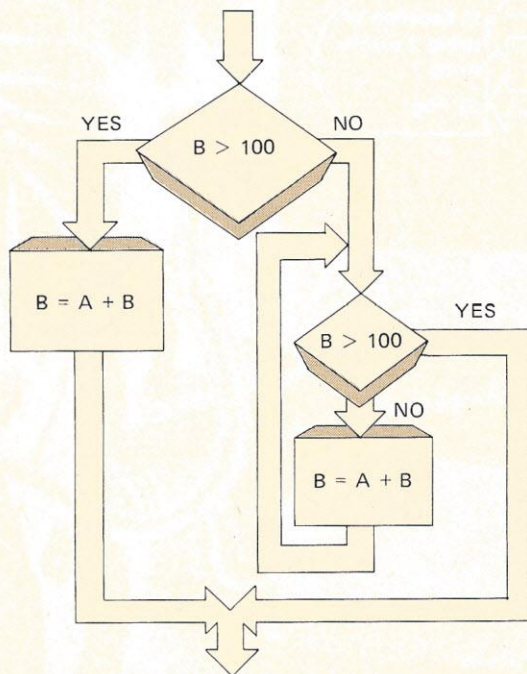 YES
NO
B > 100
B = A + B
YES
B > 100
NO
B = A + B